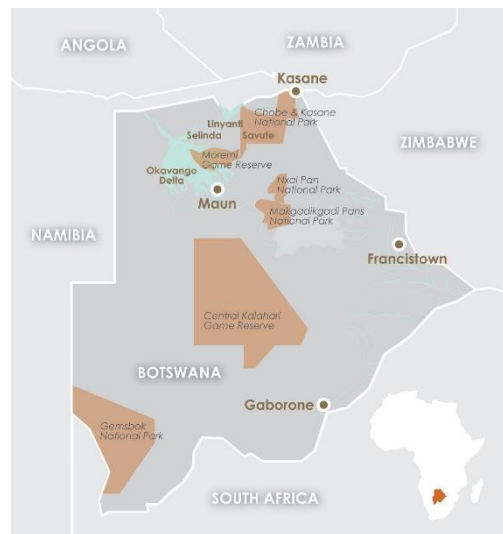 ANGOLA
ZAMBIA
Kasane
Linyanti
Chobe & Kasane
National Park
Selinda
Savute
ZIMBABWE
Moremi
Game Reserve
Okavango
Delta
Nxai Pan
National Park
Maun
Makgadikgadi Pans
National Park
NAMIBIA
Francistown
Central Kalahari
Game Reserve
BOTSWANA
Gaborone
Gemsbok
National Park
SOUTH AFRICA